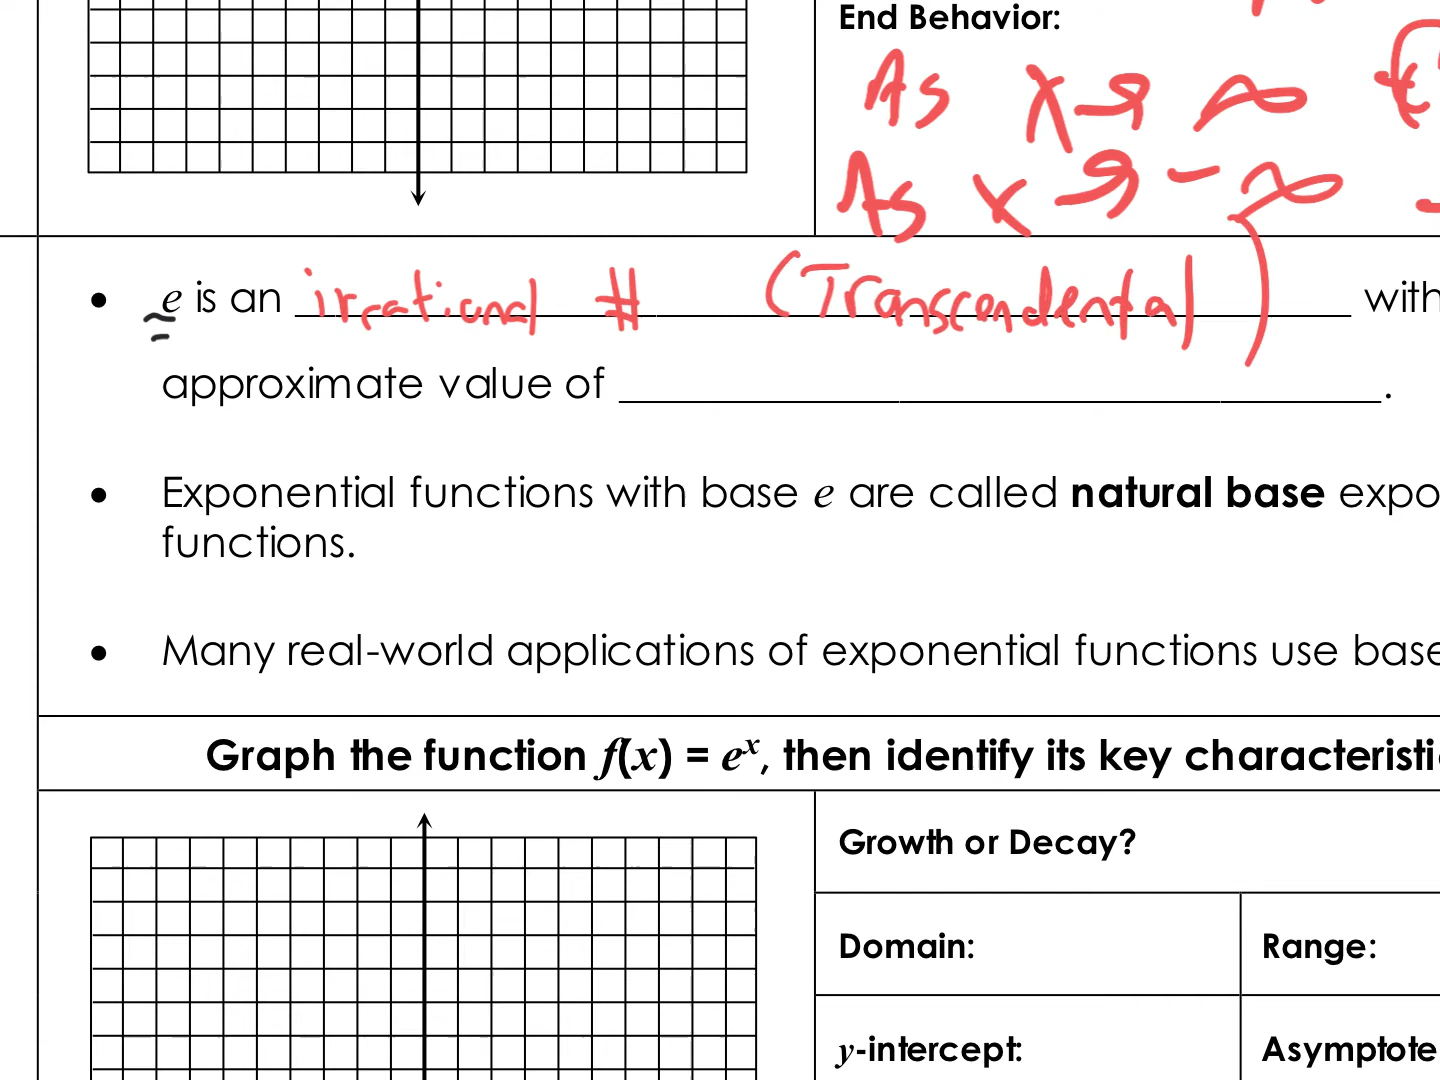 End Behavior:
As x → ∞
As x → - ∞
e is an irrational # (Transcendental) with
approximate value of ____________________.
Exponential functions with base e are called natural base expo
functions.
Many real-world applications of exponential functions use base
Graph the function f(x) = e^x, then identify its key characteristi
Growth or Decay?
Domain: Range:
y-intercept: Asymptote